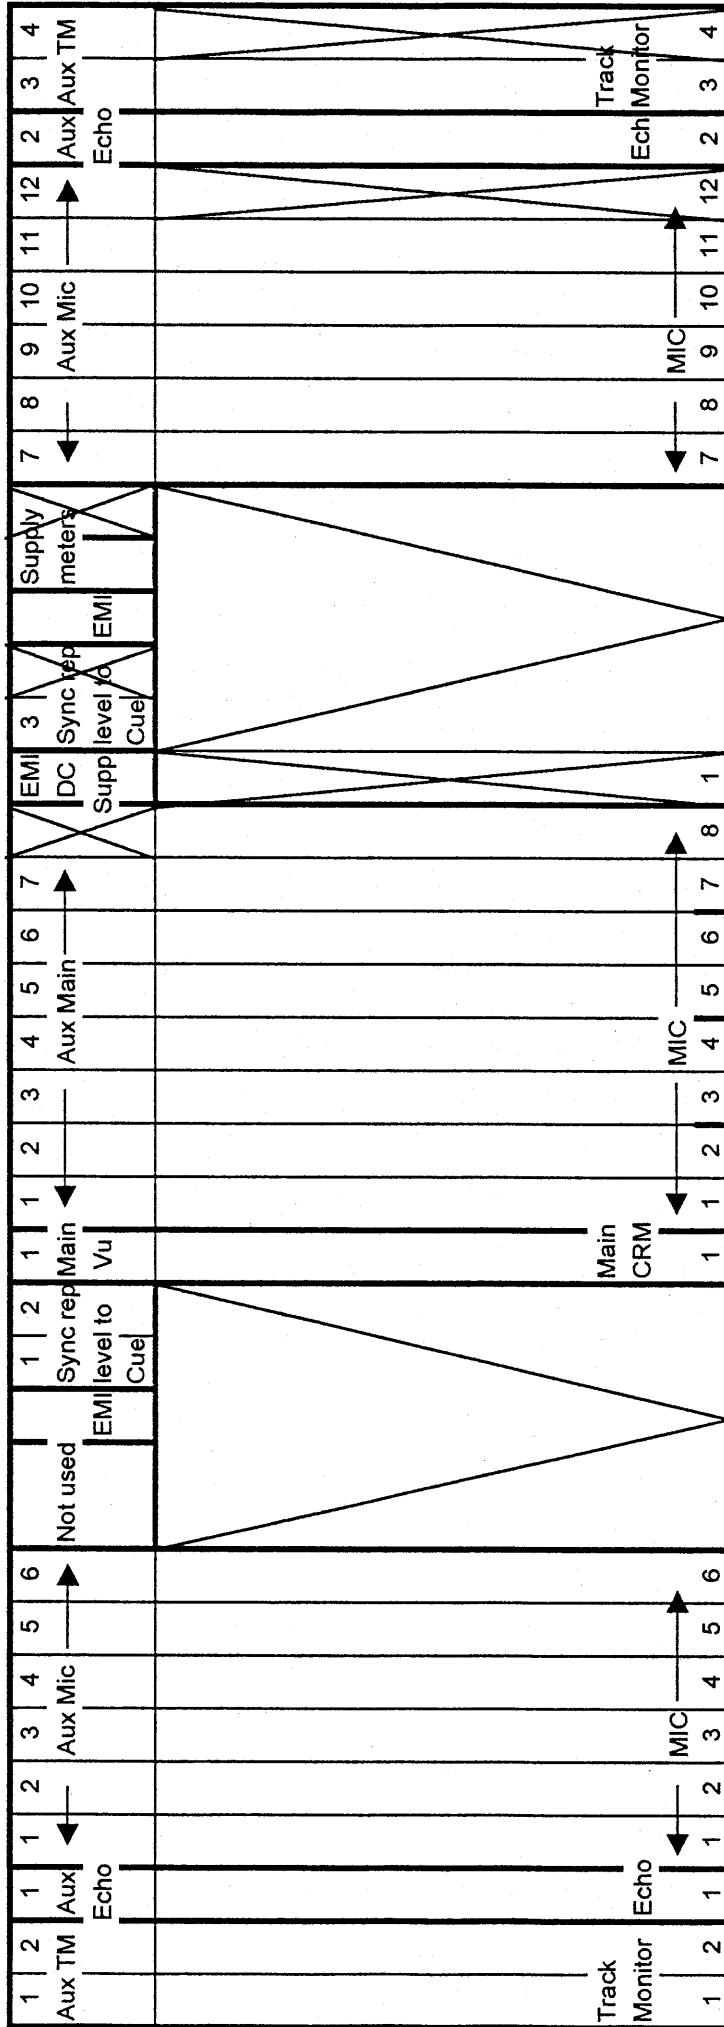 1 2 1 1 2 3 4 5 6 1 2 1 1 2 3 4 5 6 7 EMI 3 Supply 7 8 9 10 11 12 2 3 4
Aux TM Aux Aux Mic Not used Sync rep Main Aux Main DC Sync rep meters Aux Mic Aux Aux TM
Echo EMI level to Vu Supp level to EMI Echo
Cue Cue
Track Main Track
Monitor Echo CRM Ech Monitor
MIC MIC MIC
1 2 1 1 2 3 4 5 6 1 1 2 3 4 5 6 7 8 1 7 8 9 10 11 12 2 3 4